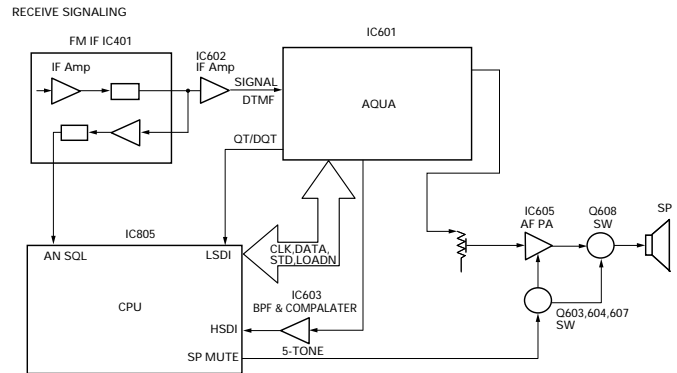 RECEIVE SIGNALING
FM IF IC401
IF Amp
IC602
IF Amp
SIGNAL
DTMF
IC601
AQUA
QT/DQT
IC805
AN SQL
LSDI
CLK,DATA,
STD,LOADN
CPU
HSDI
SP MUTE
IC603
BPF & COMPALATER
5-TONE
IC605
AF PA
Q608
SW
SP
Q603,604,607
SW